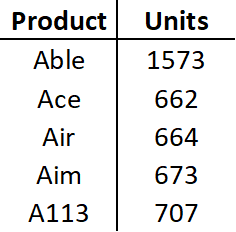 Product Units
Able 1573
Ace 662
Air 664
Aim 673
A113 707